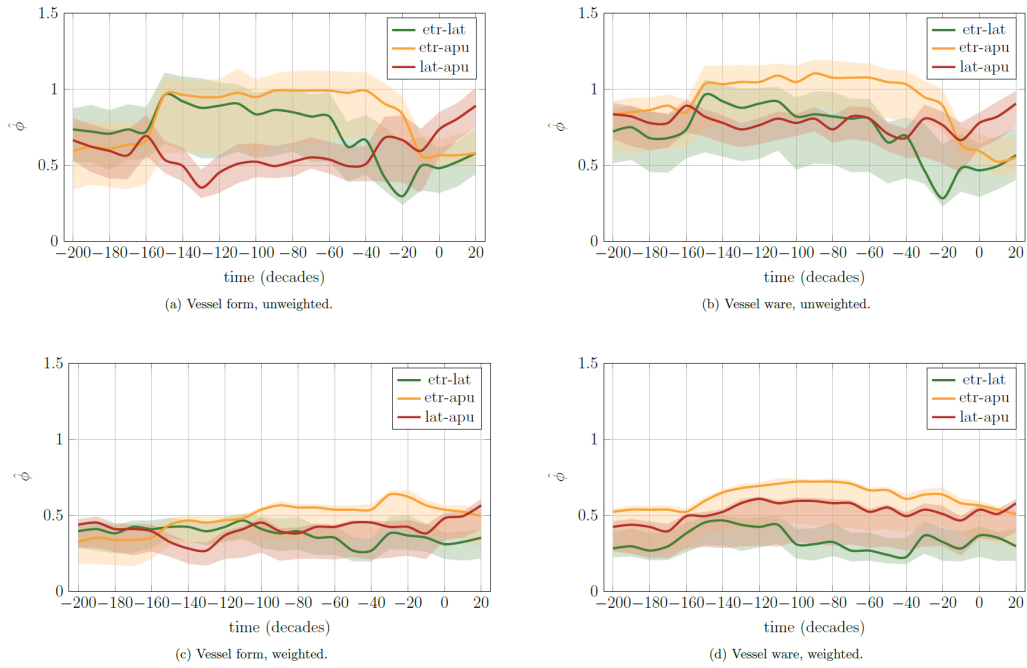 1.5
1
0.5
0
φ̂
etr-lat
etr-apu
lat-apu
−200 −180 −160 −140 −120 −100 −80 −60 −40 −20 0 20
time (decades)
(a) Vessel form, unweighted.
1.5
1
0.5
0
φ̂
etr-lat
etr-apu
lat-apu
−200 −180 −160 −140 −120 −100 −80 −60 −40 −20 0 20
time (decades)
(b) Vessel ware, unweighted.
1.5
1
0.5
0
φ̂
etr-lat
etr-apu
lat-apu
−200 −180 −160 −140 −120 −100 −80 −60 −40 −20 0 20
time (decades)
(c) Vessel form, weighted.
1.5
1
0.5
0
φ̂
etr-lat
etr-apu
lat-apu
−200 −180 −160 −140 −120 −100 −80 −60 −40 −20 0 20
time (decades)
(d) Vessel ware, weighted.